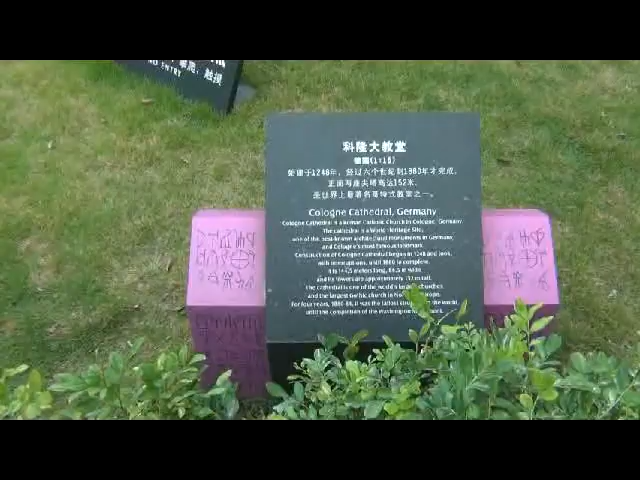 触摸
NO ENTRY
科隆大教堂
德国(1:15)
始建于1248年，经过六个世纪到1880年才完成，
正面两座尖塔高达152米，
是世界上最著名哥特式教堂之一。
Cologne Cathedral, Germany
Cologne Cathedral is a Roman Catholic Church in Cologne, Germany.
The cathedral is a World Heritage Site,
one of the best-known architectural monuments in Germany,
and Cologne's most famous landmark.
Construction of Cologne Cathedral began in 1248 and took,
with interruptions, until 1880 to complete.
It is 144.5 meters long, 86.5 m wide
and its towers are approximately 157 m tall.
The cathedral is one of the world's largest churches
and the largest Gothic church in Northern Europe.
For four years, 1880-84, it was the tallest structure in the world,
until the completion of the Washington Monument.